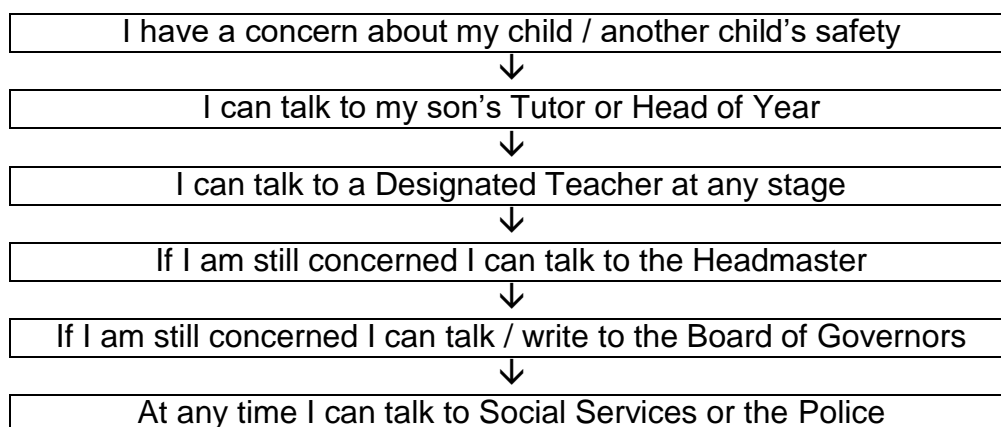 I have a concern about my child / another child’s safety
I can talk to my son’s Tutor or Head of Year
I can talk to a Designated Teacher at any stage
If I am still concerned I can talk to the Headmaster
If I am still concerned I can talk / write to the Board of Governors
At any time I can talk to Social Services or the Police